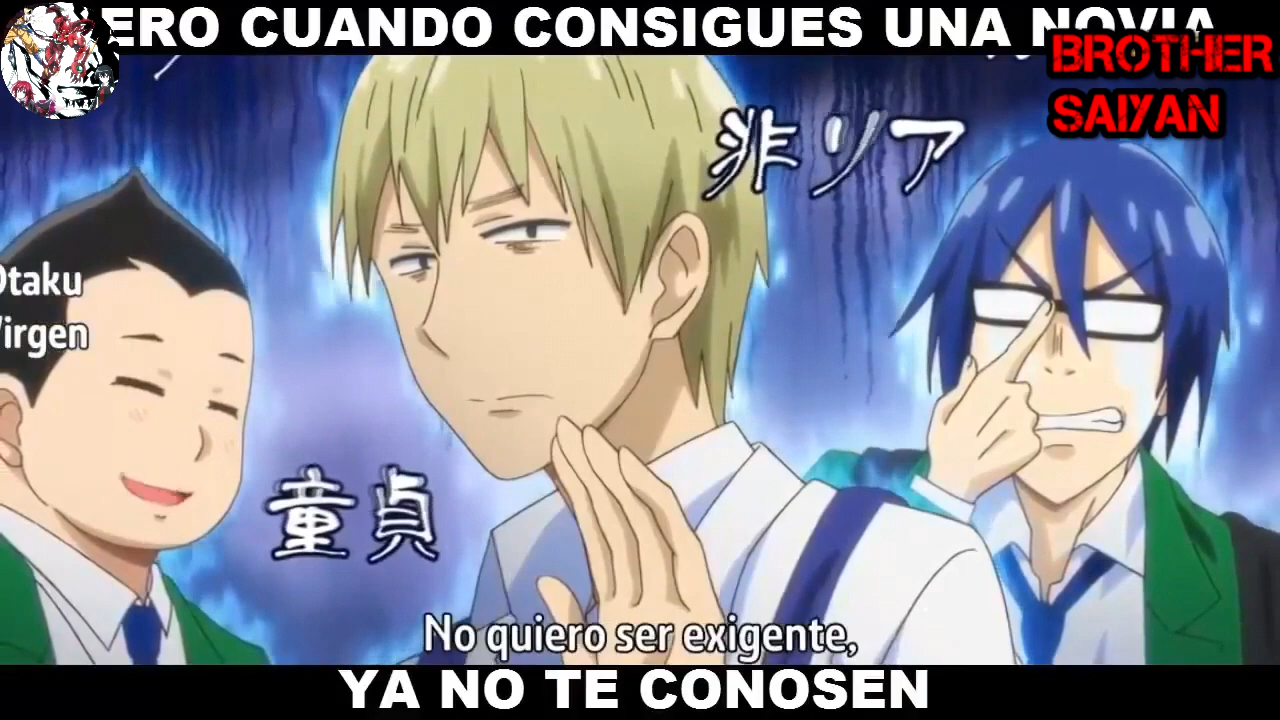 ERO CUANDO CONSIGUES UNA NOVIA
BROTHER
SAIYAN
非リア
Otaku
Virgen
童貞
No quiero ser exigente,
YA NO TE CONOSEN